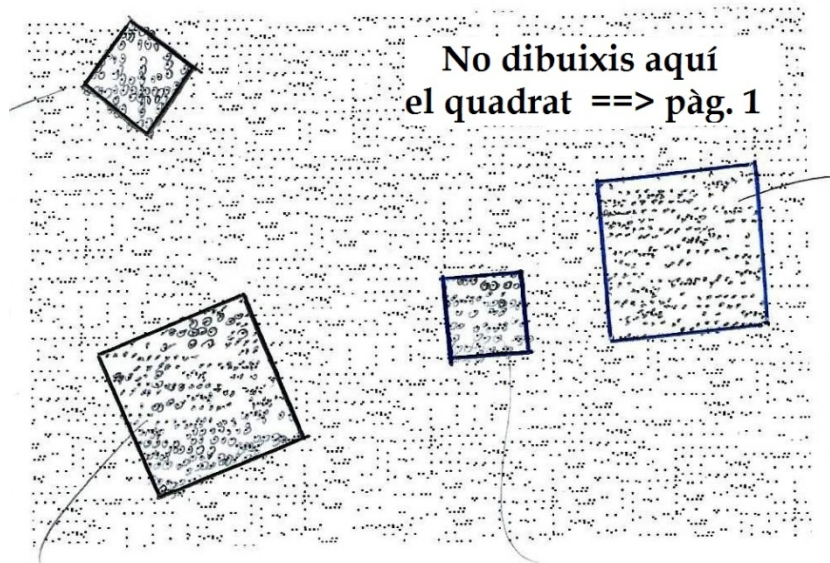 No dibuixis aquí
el quadrat ==> pàg. 1